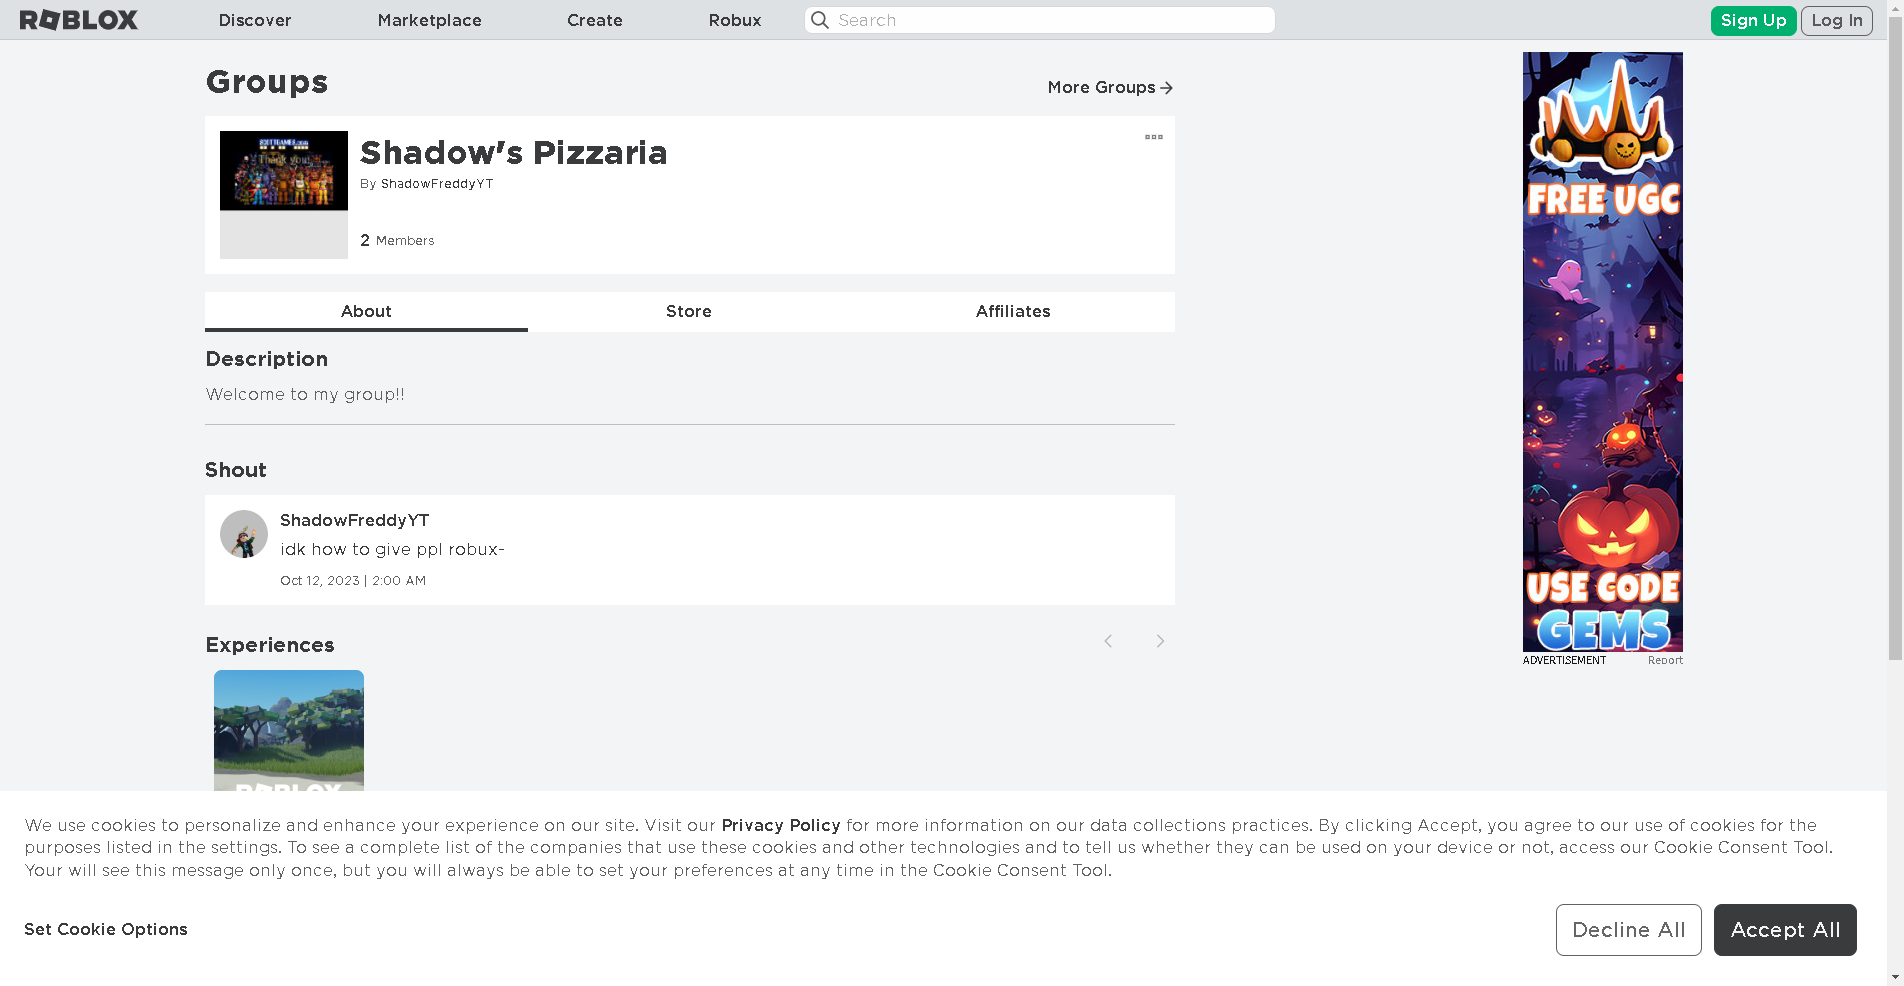 ROBLOX Discover Marketplace Create Robux Search Sign Up Log In
Groups
More Groups
SCOTTGAMES.com
Thank you!
Shadow's Pizzaria
By ShadowFreddyYT
2 Members
About Store Affiliates
Description
Welcome to my group!!
Shout
ShadowFreddyYT
idk how to give ppl robux-
Oct 12, 2023 | 2:00 AM
Experiences
ROBLOX
FREE UGC
USE CODE
GEMS
ADVERTISEMENT Report
We use cookies to personalize and enhance your experience on our site. Visit our Privacy Policy for more information on our data collections practices. By clicking Accept, you agree to our use of cookies for the
purposes listed in the settings. To see a complete list of the companies that use these cookies and other technologies and to tell us whether they can be used on your device or not, access our Cookie Consent Tool.
Your will see this message only once, but you will always be able to set your preferences at any time in the Cookie Consent Tool.
Set Cookie Options
Decline All Accept All